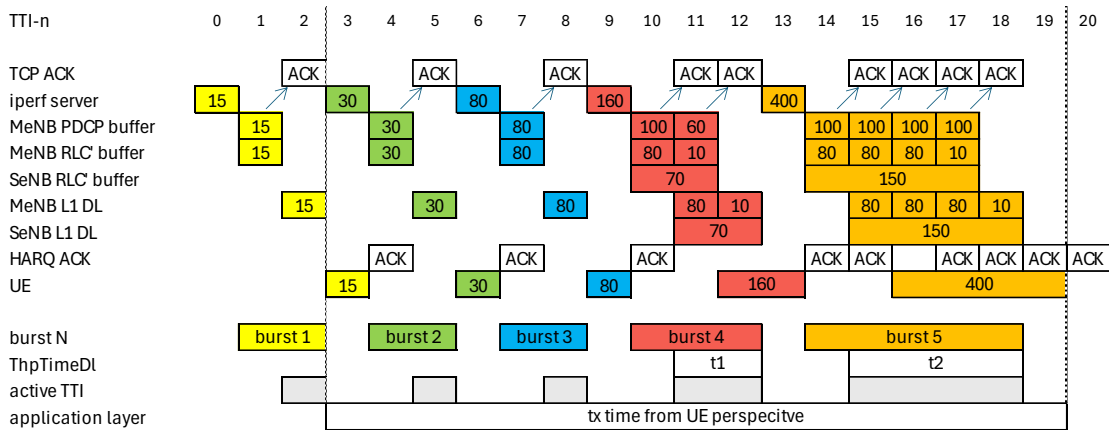 TTI-n 0 1 2 3 4 5 6 7 8 9 10 11 12 13 14 15 16 17 18 19 20
TCP ACK ACK ACK ACK ACK ACK ACK ACK ACK ACK
iperf server 15 30 80 160 400
MeNB PDCP buffer 15 30 80 100 60 100 100 100 100
MeNB RLC' buffer 15 30 80 80 10 80 80 80 10
SeNB RLC' buffer 70 150
MeNB L1 DL 15 30 80 80 10 80 80 80 10
SeNB L1 DL 70 150
HARQ ACK ACK ACK ACK ACK ACK ACK ACK ACK ACK
UE 15 30 80 160 400
burst N burst 1 burst 2 burst 3 burst 4 burst 5
ThpTimeDl t1 t2
active TTI
application layer tx time from UE perspecitve